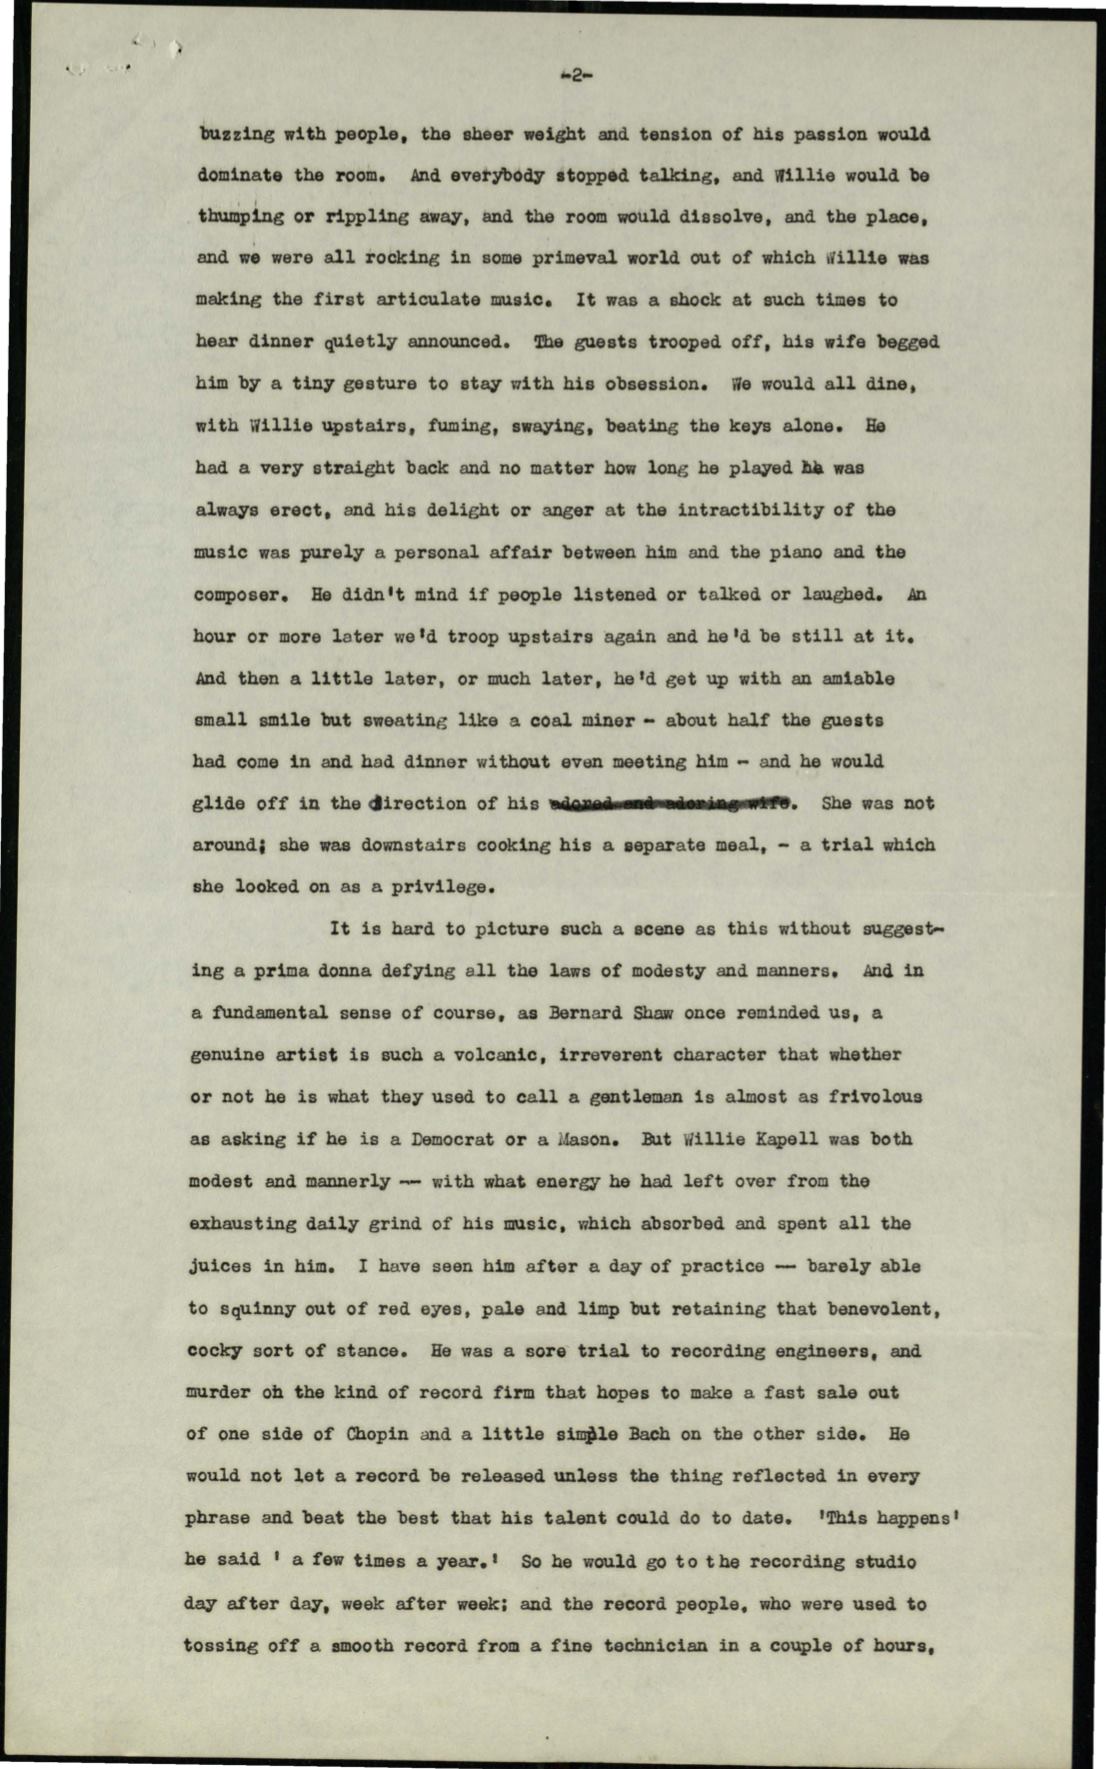 -2-
buzzing with people, the sheer weight and tension of his passion would
dominate the room. And everybody stopped talking, and Willie would be
thumping or rippling away, and the room would dissolve, and the place,
and we were all rocking in some primeval world out of which Willie was
making the first articulate music. It was a shock at such times to
hear dinner quietly announced. The guests trooped off, his wife begged
him by a tiny gesture to stay with his obsession. We would all dine,
with Willie upstairs, fuming, swaying, beating the keys alone. He
had a very straight back and no matter how long he played he was
always erect, and his delight or anger at the intractibility of the
music was purely a personal affair between him and the piano and the
composer. He didn't mind if people listened or talked or laughed. An
hour or more later we'd troop upstairs again and he'd be still at it.
And then a little later, or much later, he'd get up with an amiable
small smile but sweating like a coal miner - about half the guests
had come in and had dinner without even meeting him - and he would
glide off in the direction of his adored and adoring wife. She was not
around; she was downstairs cooking his a separate meal, - a trial which
she looked on as a privilege.
It is hard to picture such a scene as this without suggest-
ing a prima donna defying all the laws of modesty and manners. And in
a fundamental sense of course, as Bernard Shaw once reminded us, a
genuine artist is such a volcanic, irreverent character that whether
or not he is what they used to call a gentleman is almost as frivolous
as asking if he is a Democrat or a Mason. But Willie Kapell was both
modest and mannerly -- with what energy he had left over from the
exhausting daily grind of his music, which absorbed and spent all the
juices in him. I have seen him after a day of practice -- barely able
to squinny out of red eyes, pale and limp but retaining that benevolent,
cocky sort of stance. He was a sore trial to recording engineers, and
murder oh the kind of record firm that hopes to make a fast sale out
of one side of Chopin and a little simple Bach on the other side. He
would not let a record be released unless the thing reflected in every
phrase and beat the best that his talent could do to date. 'This happens'
he said ' a few times a year.' So he would go to the recording studio
day after day, week after week; and the record people, who were used to
tossing off a smooth record from a fine technician in a couple of hours,